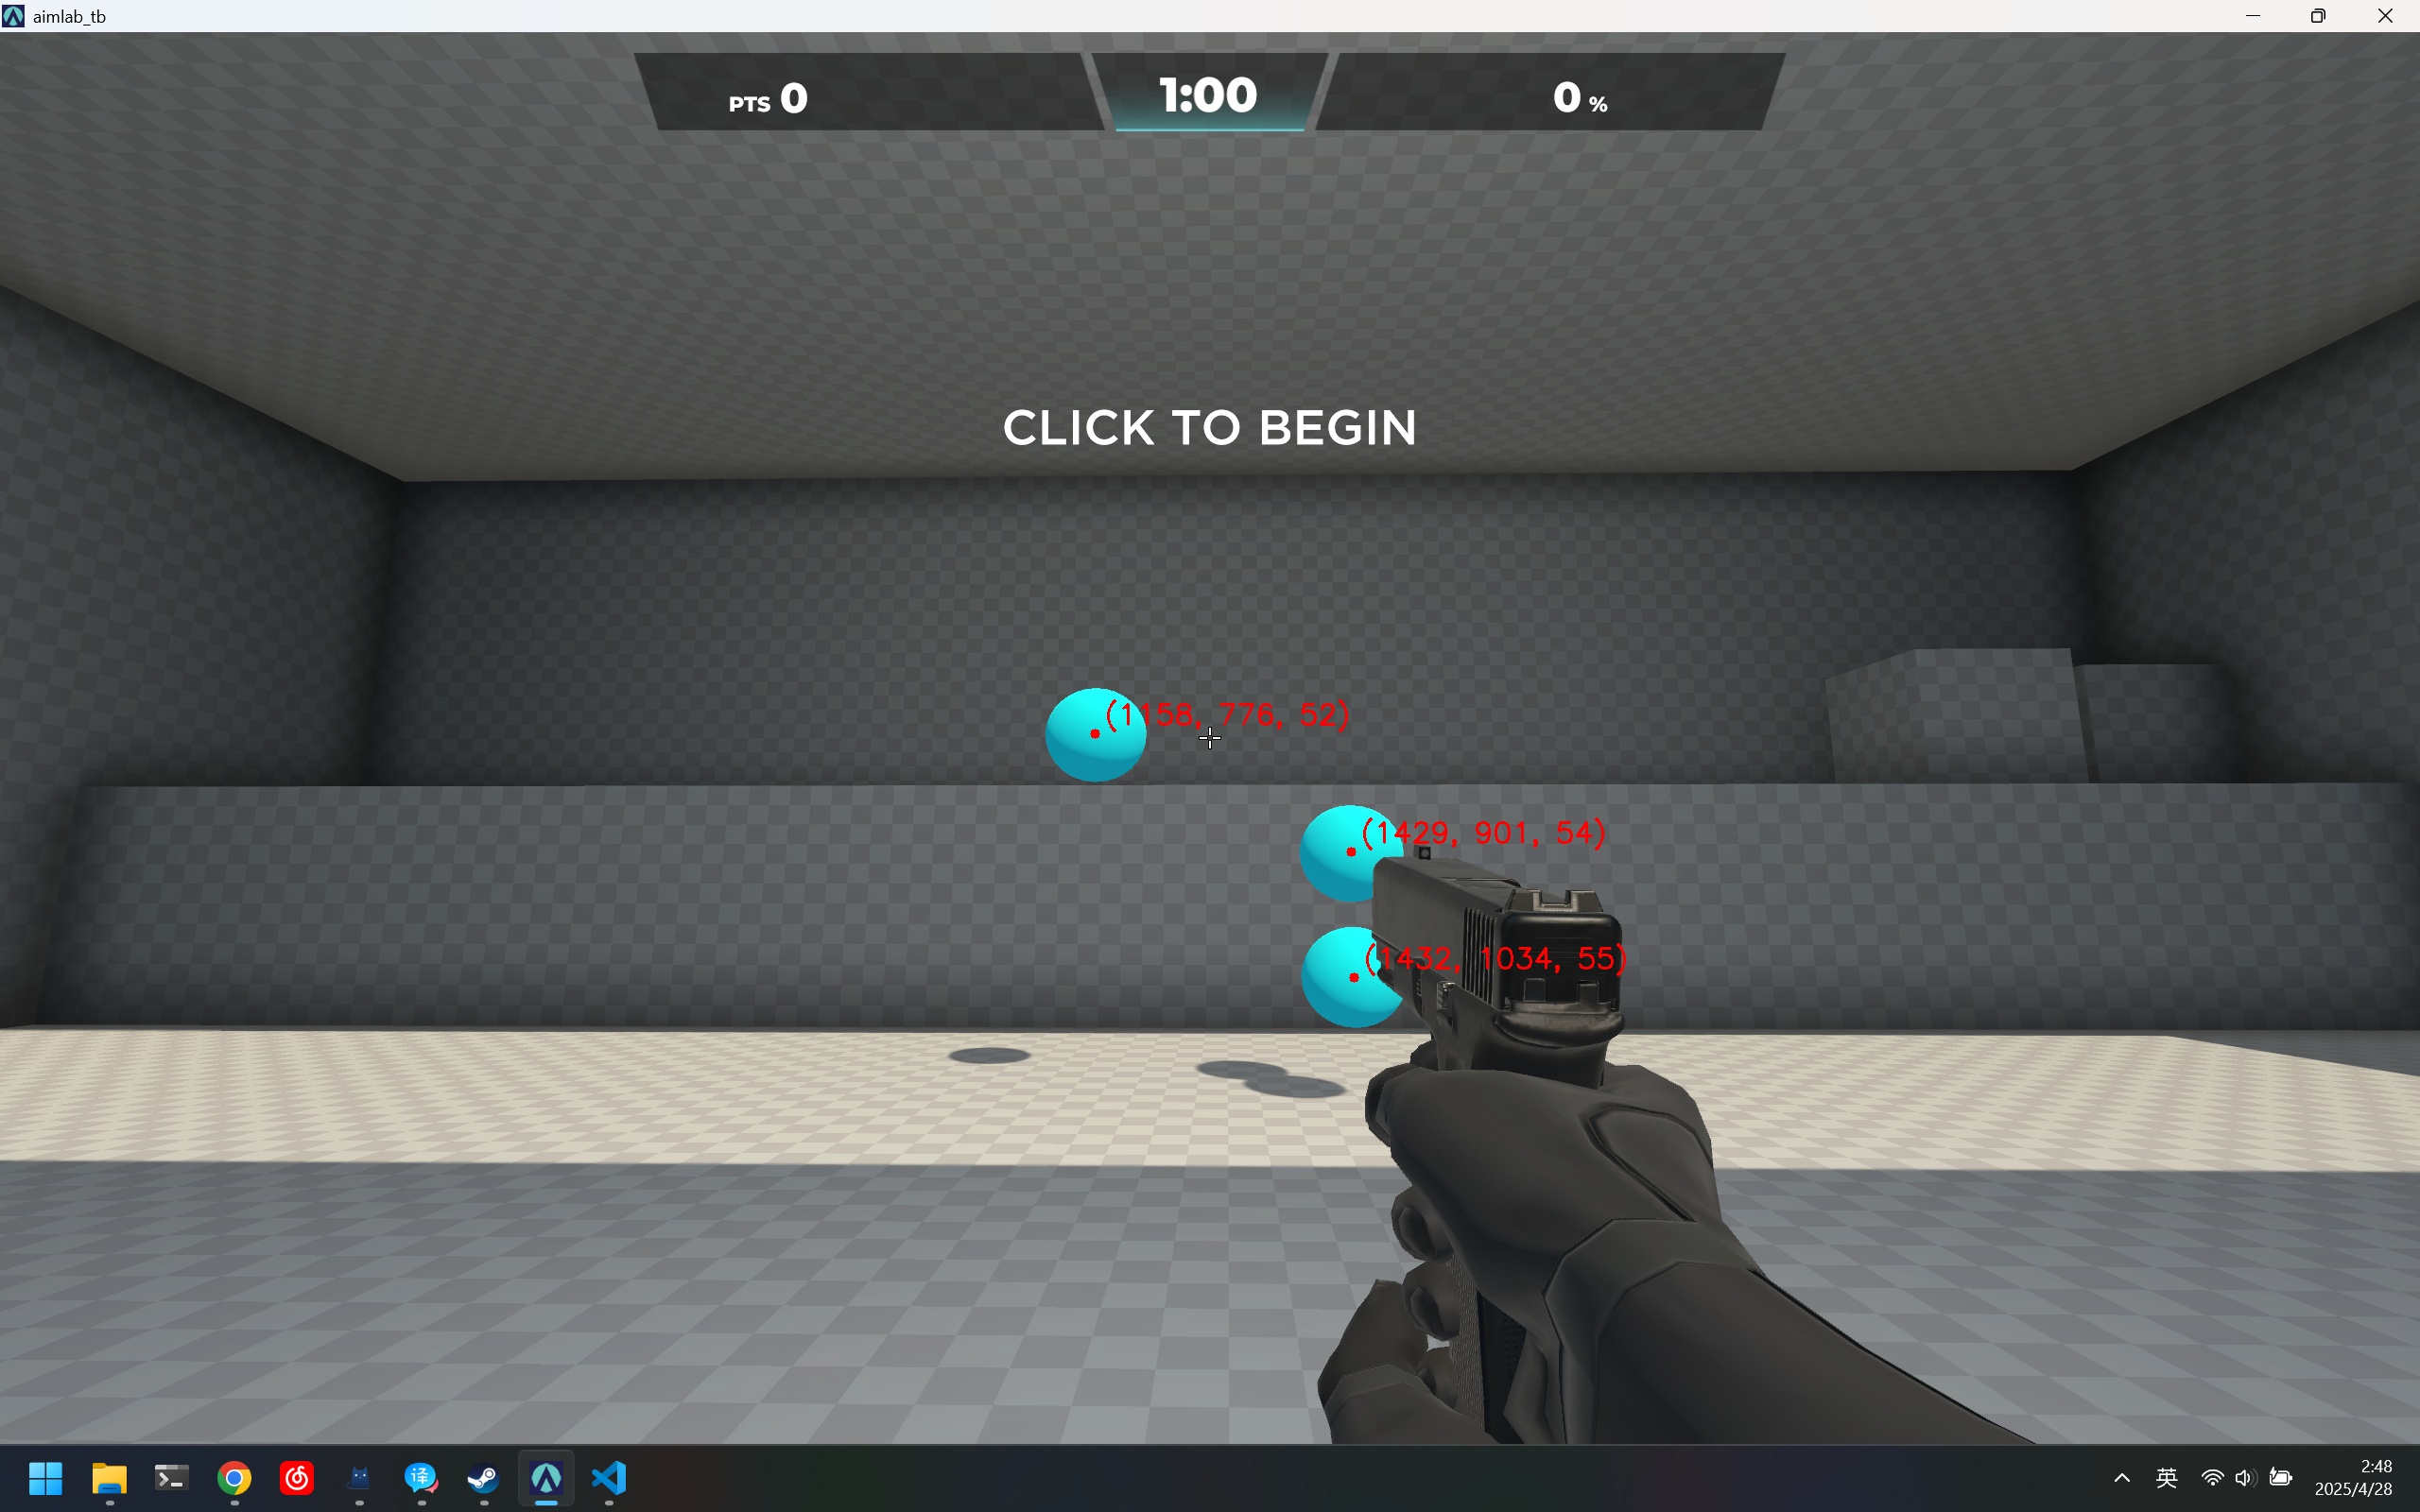 aimlab_tb
PTS 0
1:00
0 %
CLICK TO BEGIN
(1158, 776, 52)
(1429, 901, 54)
(1432, 1034, 55)
译
英
2:48
2025/4/28